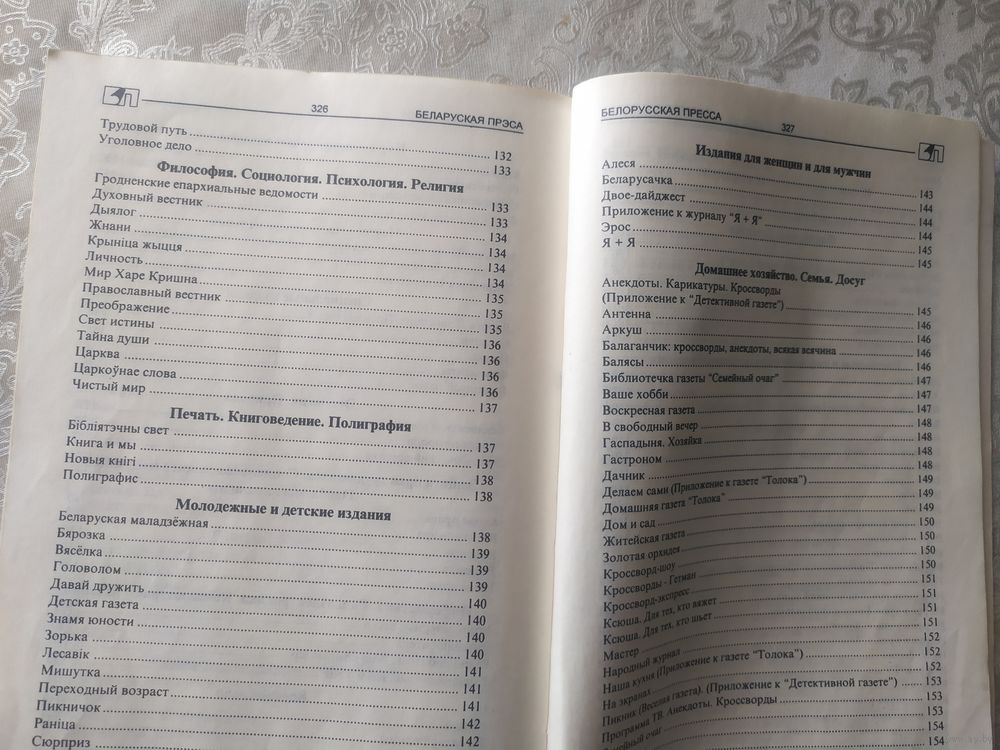 326
БЕЛАРУСКАЯ ПРЭСА
Трудовой путь 132
Уголовное дело 133
Философия. Социология. Психология. Религия
Гродненские епархиальные ведомости 133
Духовный вестник 133
Дыялог 134
Жнани 134
Крыніца жыцця 134
Личность 134
Мир Харе Кришна 135
Православный вестник 135
Преображение 135
Свет истины 136
Тайна души 136
Царква 136
Царкоўнае слова 136
Чистый мир 137
Печать. Книговедение. Полиграфия
Бібліятэчны свет 137
Книга и мы 137
Новыя кнігі 138
Полиграфис 138
Молодежные и детские издания
Беларуская маладзёжная 138
Бярозка 139
Вясёлка 139
Головолом 139
Давай дружить 140
Детская газета 140
Знамя юности 140
Зорька 140
Лесавік 141
Мишутка 141
Переходный возраст 141
Пикничок 142
Раніца 142
Сюрприз
БЕЛОРУССКАЯ ПРЕССА
327
Издания для женщин и для мужчин
Алеся 143
Беларусачка 144
Двое-дайджест 144
Приложение к журналу "Я + Я" 144
Эрос 145
Я + Я 145
Домашнее хозяйство. Семья. Досуг
Анекдоты. Карикатуры. Кроссворды
(Приложение к "Детективной газете") 145
Антенна 146
Аркуш 146
Балаганчик: кроссворды, анекдоты, всякая всячина 146
Балясы 146
Библиотечка газеты "Семейный очаг" 147
Ваше хобби 147
Воскресная газета 147
В свободный вечер 148
Гаспадыня. Хозяйка 148
Гастроном 148
Дачник 148
Делаем сами (Приложение к газете "Толока") 149
Домашняя газета "Толока" 149
Дом и сад 149
Житейская газета 150
Золотая орхидея 150
Кроссворд-шоу 150
Кроссворды - Гетман 150
Кроссворд-экспресс 151
Ксюша. Для тех, кто вяжет 151
Ксюша. Для тех, кто шьет 151
Мастер 151
Народный журнал 152
Наша кухня (Приложение к газете "Толока") 152
На экранах 152
Пикник (Веселая газета). (Приложение к "Детективной газете") 153
Программа ТВ. Анекдоты. Кроссворды 153
Семейный очаг 153
154
154